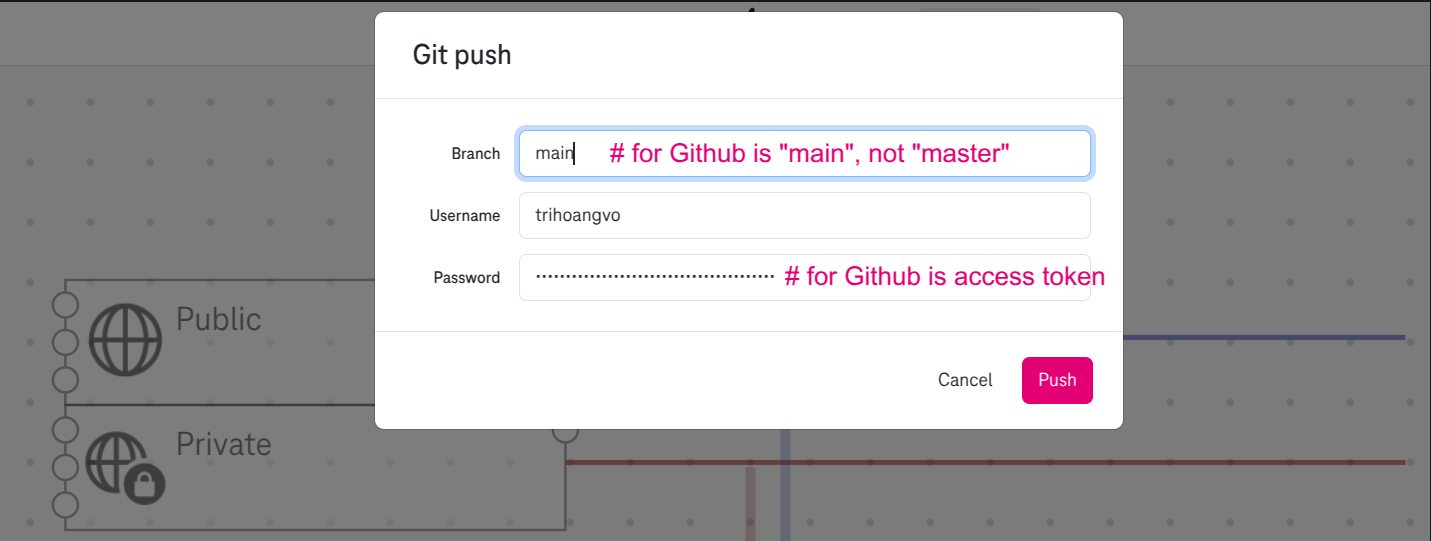 Git push
Branch main # for Github is "main", not "master"
Username trihoangvo
Password ········································ # for Github is access token
Public
Cancel Push
Private